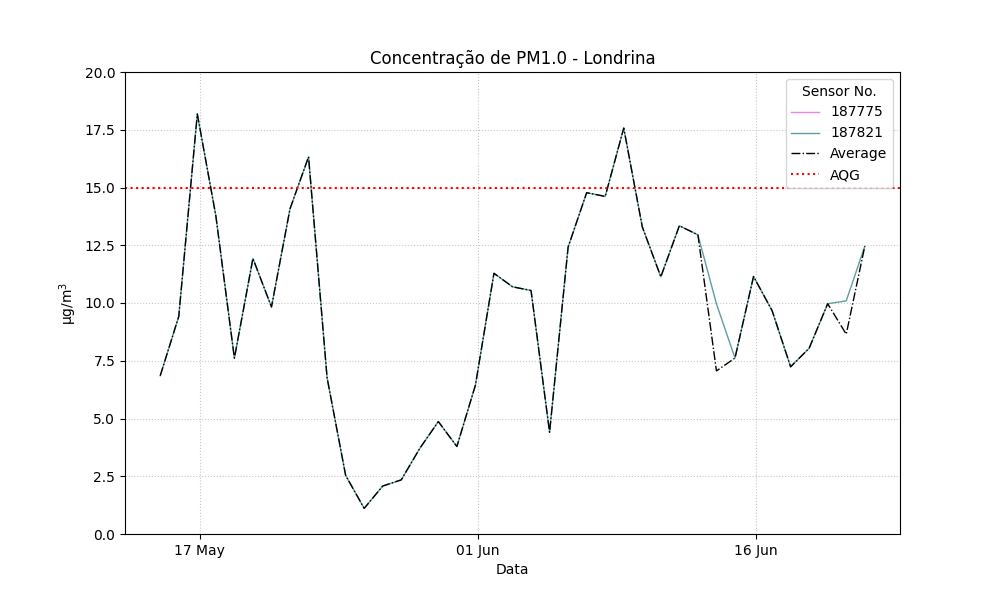 Concentração de PM1.0 - Londrina
20.0
17.5
15.0
12.5
10.0
7.5
5.0
2.5
0.0
µg/m³
17 May
01 Jun
16 Jun
Data
Sensor No.
187775
187821
Average
AQG